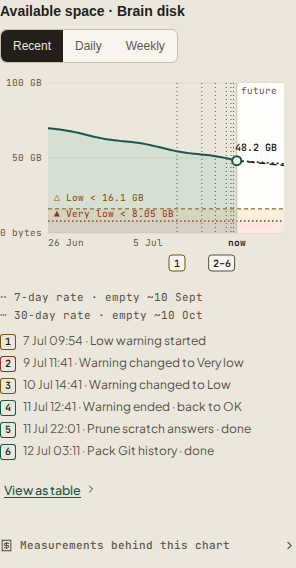 Available space · Brain disk
Recent Daily Weekly
100 GB
future
48.2 GB
50 GB
△ Low < 16.1 GB
▲ Very low < 8.05 GB
0 bytes
26 Jun 5 Jul now
1 2–6
7-day rate · empty ~10 Sept
30-day rate · empty ~10 Oct
1 7 Jul 09:54 · Low warning started
2 9 Jul 11:41 · Warning changed to Very low
3 10 Jul 14:41 · Warning changed to Low
4 11 Jul 12:41 · Warning ended · back to OK
5 11 Jul 22:01 · Prune scratch answers · done
6 12 Jul 03:11 · Pack Git history · done
View as table >
Measurements behind this chart >